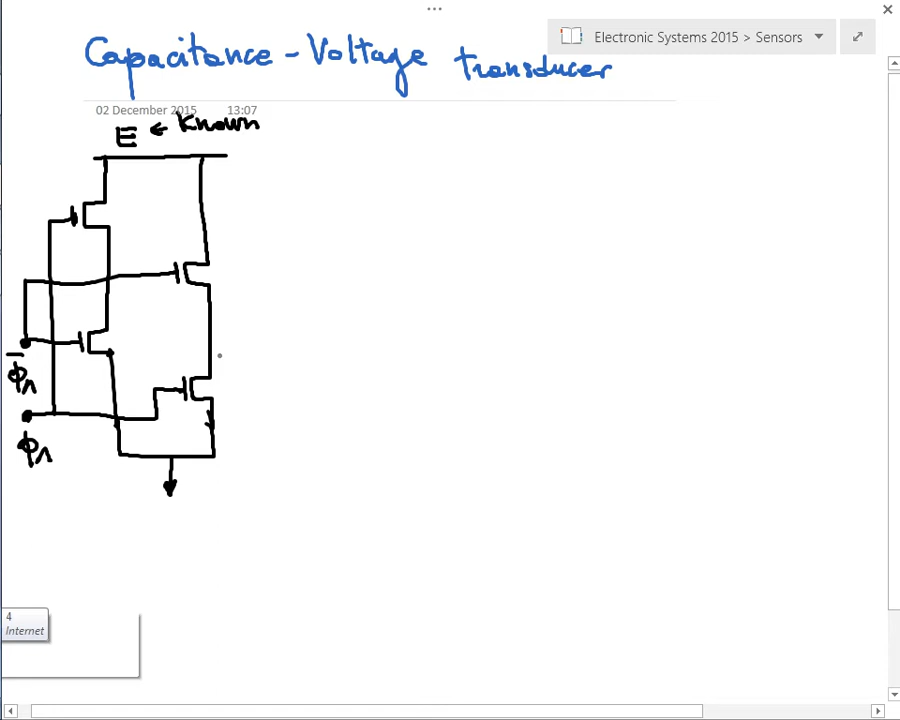 Electronic Systems 2015 > Sensors
Capacitance - Voltage transducer
02 December 2015 13:07
E ← Known
ϕ̅1
ϕ1
4
Internet